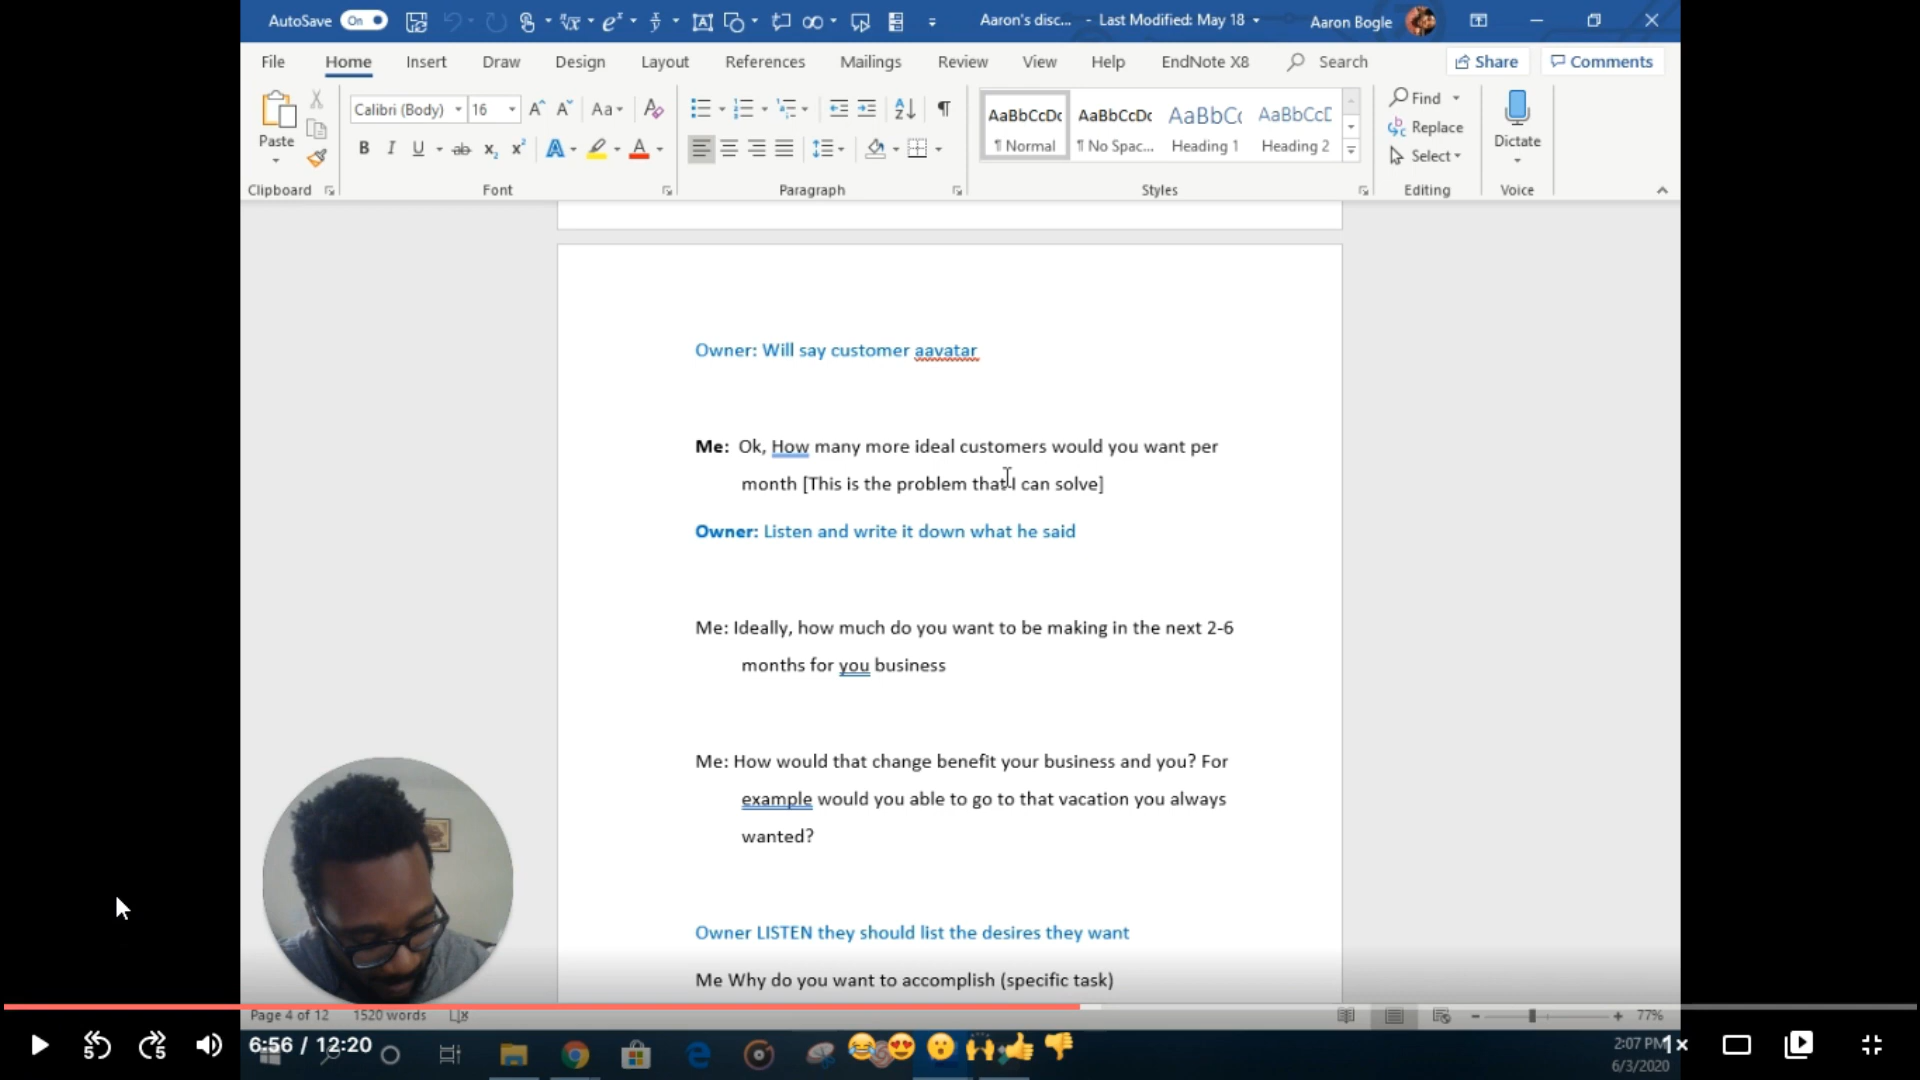 AutoSave On Aaron's disc... - Last Modified: May 18 Aaron Bogle
File Home Insert Draw Design Layout References Mailings Review View Help EndNote X8 Search Share Comments
Paste
Calibri (Body) 16
AaBbCcDc AaBbCcDc AaBbC AaBbCcD
¶ Normal ¶ No Spac... Heading 1 Heading 2
Find
Replace
Select
Dictate
Clipboard Font Paragraph Styles Editing Voice
Owner: Will say customer aavatar
Me: Ok, How many more ideal customers would you want per
month [This is the problem that I can solve]
Owner: Listen and write it down what he said
Me: Ideally, how much do you want to be making in the next 2-6
months for you business
Me: How would that change benefit your business and you? For
example would you able to go to that vacation you always
wanted?
Owner LISTEN they should list the desires they want
Me Why do you want to accomplish (specific task)
Page 4 of 12 1520 words 77%
5 5 6:56 / 12:20 2:07 PM 1×
6/3/2020